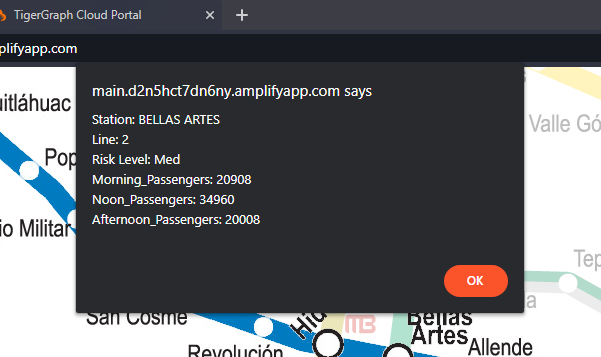 TigerGraph Cloud Portal
plifyapp.com
main.d2n5hct7dn6ny.amplifyapp.com says
Station: BELLAS ARTES
Line: 2
Risk Level: Med
Morning_Passengers: 20908
Noon_Passengers: 34960
Afternoon_Passengers: 20008
OK
uitláhuac
Pop
io Militar
San Cosme
Revolución
Hid
MB
Bellas
Artes
Allende
Valle Gó
Tep
a